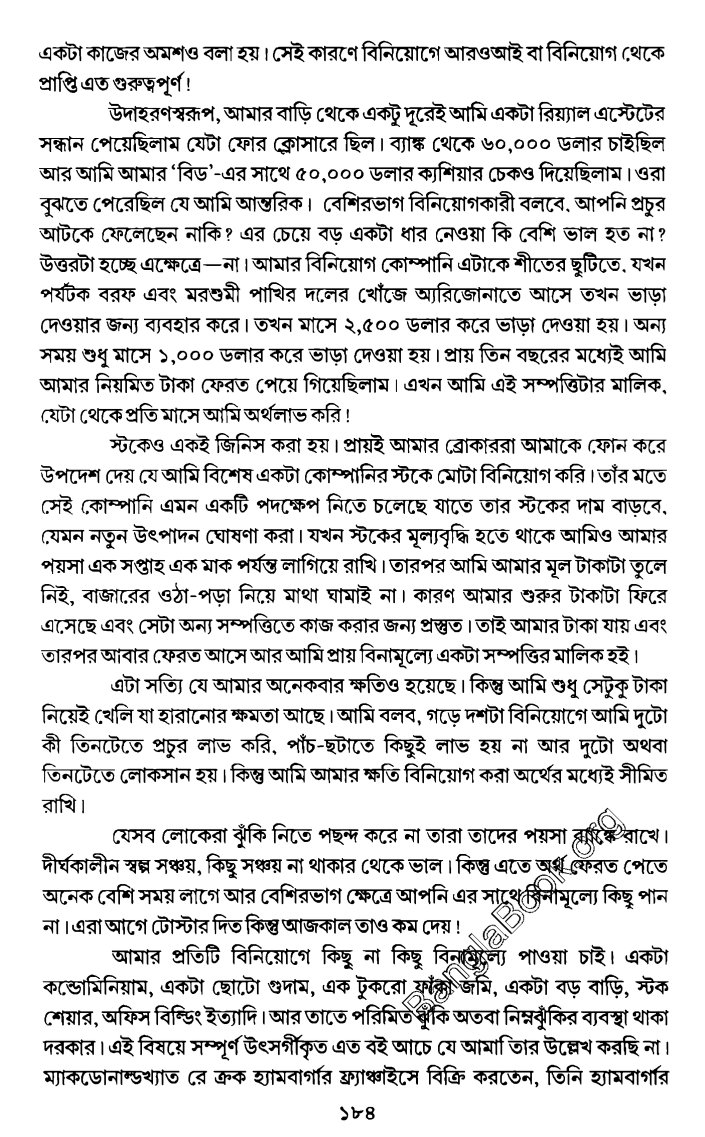 একটা কাজের অমশও বলা হয়। সেই কারণে বিনিয়োগে আরওআই বা বিনিয়োগ থেকে
প্রাপ্তি এত গুরুত্বপূর্ণ!
উদাহরণস্বরূপ, আমার বাড়ি থেকে একটু দূরেই আমি একটা রিয়্যাল এস্টেটের
সন্ধান পেয়েছিলাম যেটা ফোর ক্লোসারে ছিল। ব্যাঙ্ক থেকে ৬০,০০০ ডলার চাইছিল
আর আমি আমার ‘বিড’-এর সাথে ৫০,০০০ ডলার ক্যশিয়ার চেকও দিয়েছিলাম। ওরা
বুঝতে পেরেছিল যে আমি আন্তরিক। বেশিরভাগ বিনিয়োগকারী বলবে, আপনি প্রচুর
আটকে ফেলেছেন নাকি? এর চেয়ে বড় একটা ধার নেওয়া কি বেশি ভাল হত না?
উত্তরটা হচ্ছে এক্ষেত্রে—না। আমার বিনিয়োগ কোম্পানি এটাকে শীতের ছুটিতে, যখন
পর্যটক বরফ এবং মরশুমী পাখির দলের খোঁজে অ্যরিজোনাতে আসে তখন ভাড়া
দেওয়ার জন্য ব্যবহার করে। তখন মাসে ২,৫০০ ডলার করে ভাড়া দেওয়া হয়। অন্য
সময় শুধু মাসে ১,০০০ ডলার করে ভাড়া দেওয়া হয়। প্রায় তিন বছরের মধ্যেই আমি
আমার নিয়মিত টাকা ফেরত পেয়ে গিয়েছিলাম। এখন আমি এই সম্পত্তিটার মালিক,
যেটা থেকে প্রতি মাসে আমি অর্থলাভ করি!
স্টকেও একই জিনিস করা হয়। প্রায়ই আমার ব্রোকাররা আমাকে ফোন করে
উপদেশ দেয় যে আমি বিশেষ একটা কোম্পানির স্টকে মোটা বিনিয়োগ করি। তাঁর মতে
সেই কোম্পানি এমন একটি পদক্ষেপ নিতে চলেছে যাতে তার স্টকের দাম বাড়বে,
যেমন নতুন উৎপাদন ঘোষণা করা। যখন স্টকের মূল্যবৃদ্ধি হতে থাকে আমিও আমার
পয়সা এক সপ্তাহ এক মাক পর্যন্ত লাগিয়ে রাখি। তারপর আমি আমার মূল টাকাটা তুলে
নিই, বাজারের ওঠা-পড়া নিয়ে মাথা ঘামাই না। কারণ আমার শুরুর টাকাটা ফিরে
এসেছে এবং সেটা অন্য সম্পত্তিতে কাজ করার জন্য প্রস্তুত। তাই আমার টাকা যায় এবং
তারপর আবার ফেরত আসে আর আমি প্রায় বিনামূল্যে একটা সম্পত্তির মালিক হই।
এটা সত্যি যে আমার অনেকবার ক্ষতিও হয়েছে। কিন্তু আমি শুধু সেটুকু টাকা
নিয়েই খেলি যা হারানোর ক্ষমতা আছে। আমি বলব, গড়ে দশটা বিনিয়োগে আমি দুটো
কী তিনটেতে প্রচুর লাভ করি, পাঁচ-ছটাতে কিছুই লাভ হয় না আর দুটো অথবা
তিনটেতে লোকসান হয়। কিন্তু আমি আমার ক্ষতি বিনিয়োগ করা অর্থের মধ্যেই সীমিত
রাখি।
যেসব লোকেরা ঝুঁকি নিতে পছন্দ করে না তারা তাদের পয়সা ব্যাঙ্কে রাখে।
দীর্ঘকালীন স্বল্প সঞ্চয়, কিছু সঞ্চয় না থাকার থেকে ভাল। কিন্তু এতে অর্থ ফেরত পেতে
অনেক বেশি সময় লাগে আর বেশিরভাগ ক্ষেত্রে আপনি এর সাথে বিনামূল্যে কিছু পান
না। এরা আগে টোস্টার দিত কিন্তু আজকাল তাও কম দেয়!
আমার প্রতিটি বিনিয়োগে কিছু না কিছু বিনামূল্যে পাওয়া চাই। একটা
কন্ডোমিনিয়াম, একটা ছোটো গুদাম, এক টুকরো ফাঁকা জমি, একটা বড় বাড়ি, স্টক
শেয়ার, অফিস বিল্ডিং ইত্যাদি। আর তাতে পরিমিত ঝুঁকি অতবা নিম্নঝুঁকির ব্যবস্থা থাকা
দরকার। এই বিষয়ে সম্পূর্ণ উৎসর্গীকৃত এত বই আচে যে আমা তার উল্লেখ করছি না।
ম্যাকডোনাল্ডখ্যাত রে ক্রক হ্যামবার্গার ফ্র্যাঞ্চাইসে বিক্রি করতেন, তিনি হ্যামবার্গার
১৮৪
BanglaBook.org